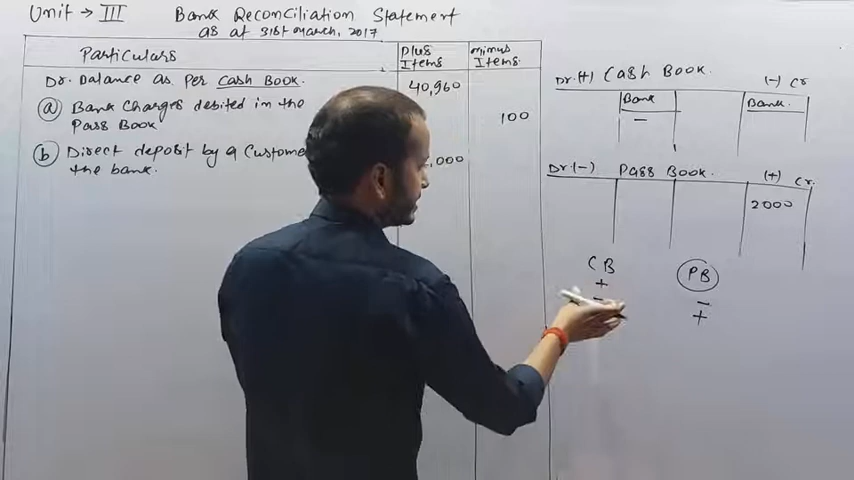 Unit → III Bank Reconciliation Statement
as at 31st March, 2017
Particulars
Plus Items
minus Items.
Dr. Balance as per Cash Book.
40,960
(a) Bank Charges debited in the
Pass Book
100
(b) Direct deposit by a Custome
the bank.
,000
Dr (+) Cash Book. (-) Cr
Bank
Bank.
-
Dr.(-) Pass Book. (+) Cr.
2000
CB
+
-
PB
-
+